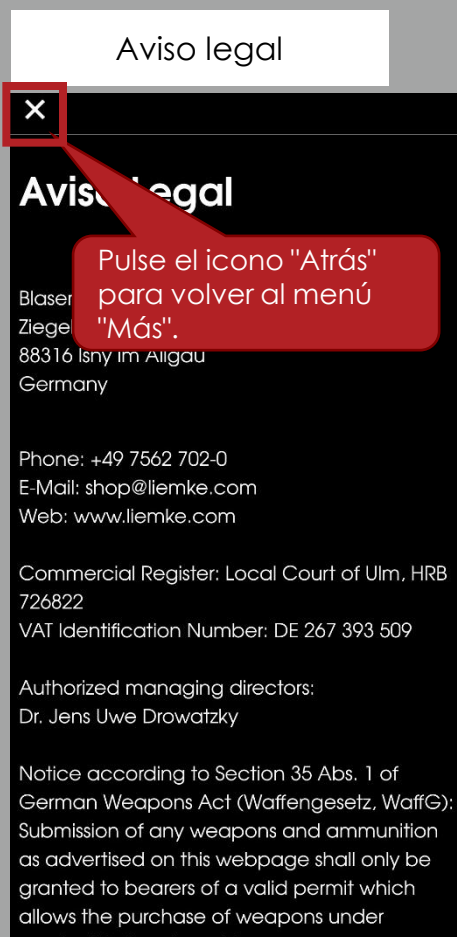 Aviso legal
Aviso Legal
Pulse el icono "Atrás"
para volver al menú
"Más".
Blaser
88316 Isny im Allgäu
Germany
Phone: +49 7562 702-0
E-Mail: shop@liemke.com
Web: www.liemke.com
Commercial Register: Local Court of Ulm, HRB
726822
VAT Identification Number: DE 267 393 509
Authorized managing directors:
Dr. Jens Uwe Drowatzky
Notice according to Section 35 Abs. 1 of
German Weapons Act (Waffengesetz, WaffG):
Submission of any weapons and ammunition
as advertised on this webpage shall only be
granted to bearers of a valid permit which
allows the purchase of weapons under